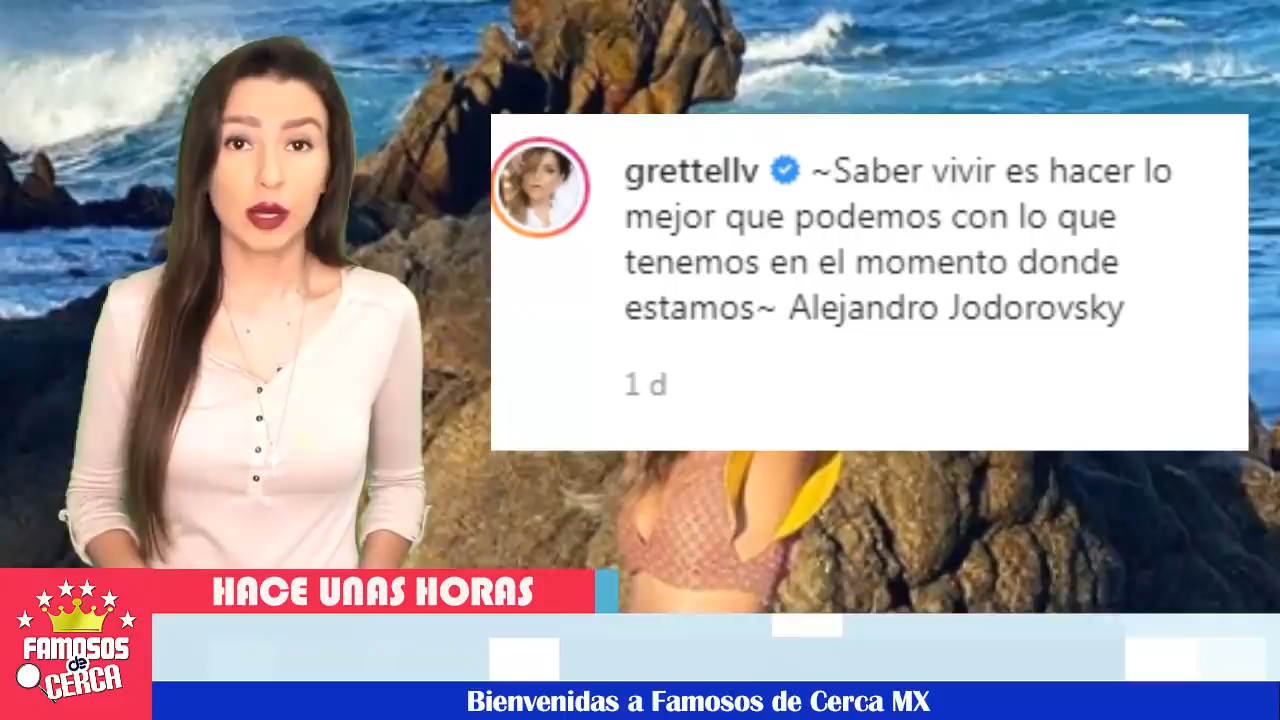 grettellv ~Saber vivir es hacer lo
mejor que podemos con lo que
tenemos en el momento donde
estamos~ Alejandro Jodorovsky
1 d
HACE UNAS HORAS
FAMOSOS
de
CERCA
Bienvenidas a Famosos de Cerca MX